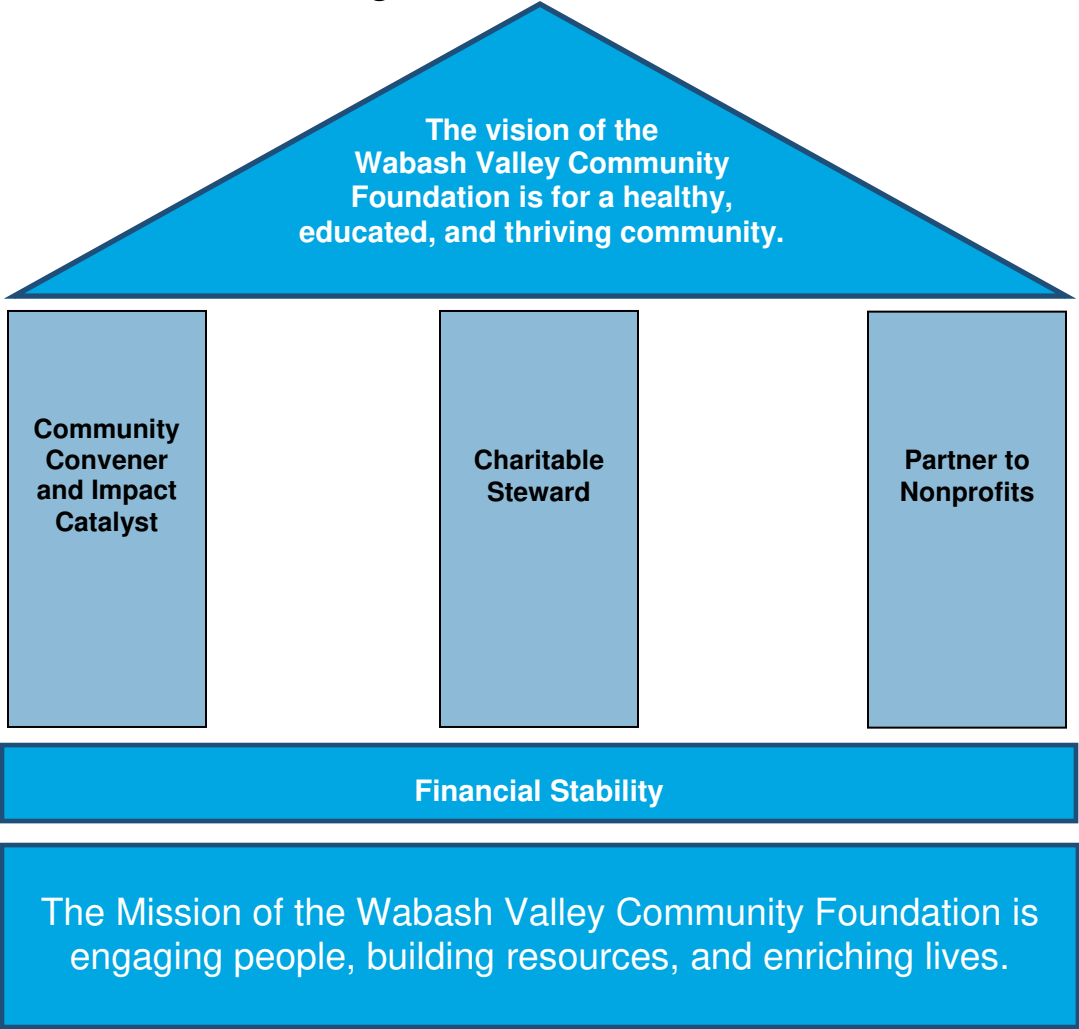 The vision of the
Wabash Valley Community
Foundation is for a healthy,
educated, and thriving community.
Community
Convener
and Impact
Catalyst
Charitable
Steward
Partner to
Nonprofits
Financial Stability
The Mission of the Wabash Valley Community Foundation is
engaging people, building resources, and enriching lives.